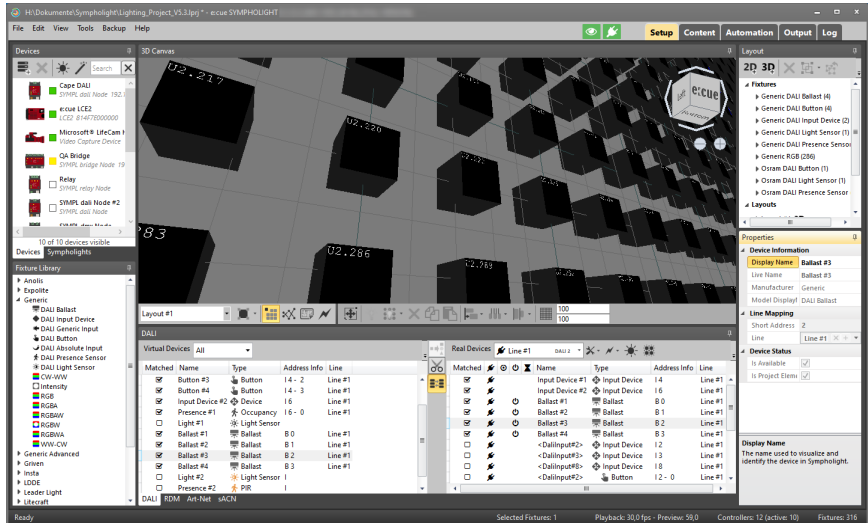 H:\Dokumente\Sympholight\Lighting_Project_V5.3.lprj * - e:cue SYMPHOLIGHT
File Edit View Tools Backup Help
Setup Content Automation Output Log
Devices
Search
Cape DALI
SYMPL dali Node 192.1
e:cue LCE2
LCE2 B14F7E000000
Microsoft® LifeCam H
Video Capture Device
QA Bridge
SYMPL bridge Node 19
Relay
SYMPL relay Node
SYMPL dali Node #2
SYMPL dali Node
10 of 10 devices visible
Devices Sympholights
Fixture Library
Anolis
Expolite
Generic
DALI Ballast
DALI Input Device
DALI Generic Input
DALI Button
DALI Absolute Input
DALI Presence Sensor
DALI Light Sensor
CW-WW
Intensity
RGB
RGBA
RGBAW
RGBW
RGBWA
WW-CW
Generic Advanced
Griven
Insta
LDDE
Leader Light
Litecraft
3D Canvas
U2.217
U2.220
U2.286
U2.289
83
e:cue
Layout #1
100
100
DALI
Virtual Devices All
Matched Name Type Address Info Line
Button #3 Button I 4 - 2 Line #1
Button #4 Button I 4 - 3 Line #1
Input Device #2 Input Device I 6 Line #1
Presence #1 Occupancy I 6 - 0 Line #1
Light #1 Light Sensor
Ballast #1 Ballast B 0 Line #1
Ballast #2 Ballast B 1 Line #1
Ballast #3 Ballast B 2 Line #1
Ballast #4 Ballast B 3 Line #1
Light #2 Light Sensor I
Presence #2 PIR I
DALI RDM Art-Net sACN
Real Devices Line #1 DALI 2
Matched Name Type Address Info Line
Input Device #1 Input Device I 4 Line #1
Input Device #2 Input Device I 6 Line #1
Ballast #1 Ballast B 0 Line #1
Ballast #2 Ballast B 1 Line #1
Ballast #3 Ballast B 2 Line #1
Ballast #4 Ballast B 3 Line #1
<DaliInput#2> Input Device I 2 Line #1
<DaliInput#3> Input Device I 3 Line #1
<DaliInput#8> Input Device I 8 Line #1
<DaliInput#2> Button I 2 - 0 Line #1
Layout
2D 3D
Fixtures
Generic DALI Ballast (4)
Generic DALI Button (4)
Generic DALI Input Device (2)
Generic DALI Light Sensor (1)
Generic DALI Presence Sensor
Generic RGB (286)
Osram DALI Button (1)
Osram DALI Light Sensor (1)
Osram DALI Presence Sensor
Layouts
Properties
Device Information
Display Name Ballast #3
Live Name Ballast #3
Manufacturer Generic
Model Displayl DALI Ballast
Line Mapping
Short Address 2
Line Line #1
Device Status
Is Available
Is Project Eleme
Display Name
The name used to visualize and
identify the device in Sympholight.
Ready
Selected Fixtures: 1 Playback: 30,0 fps - Preview: 59,0 Controllers: 12 (active: 10) Fixtures: 316